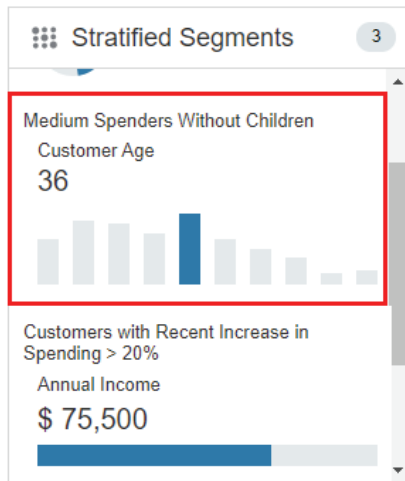 Stratified Segments
3
Medium Spenders Without Children
Customer Age
36
Customers with Recent Increase in
Spending > 20%
Annual Income
$ 75,500